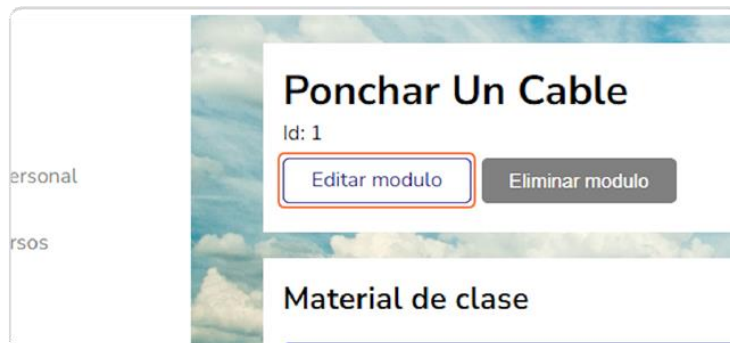 Ponchar Un Cable
Id: 1
ersonal
Editar modulo Eliminar modulo
rsos
Material de clase